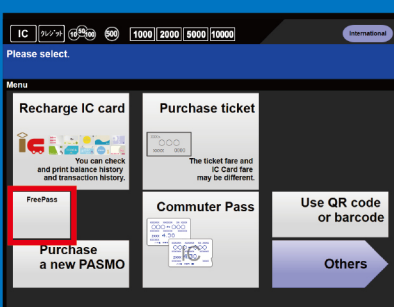 IC クレジット 10 50 100 500 1000 2000 5000 10000 International
Please select.
Menu
Recharge IC card
You can check
and print balance history
and transaction history.
Purchase ticket
The ticket fare and
IC Card fare
may be different.
FreePass
Commuter Pass
Use QR code
or barcode
Purchase
a new PASMO
Others